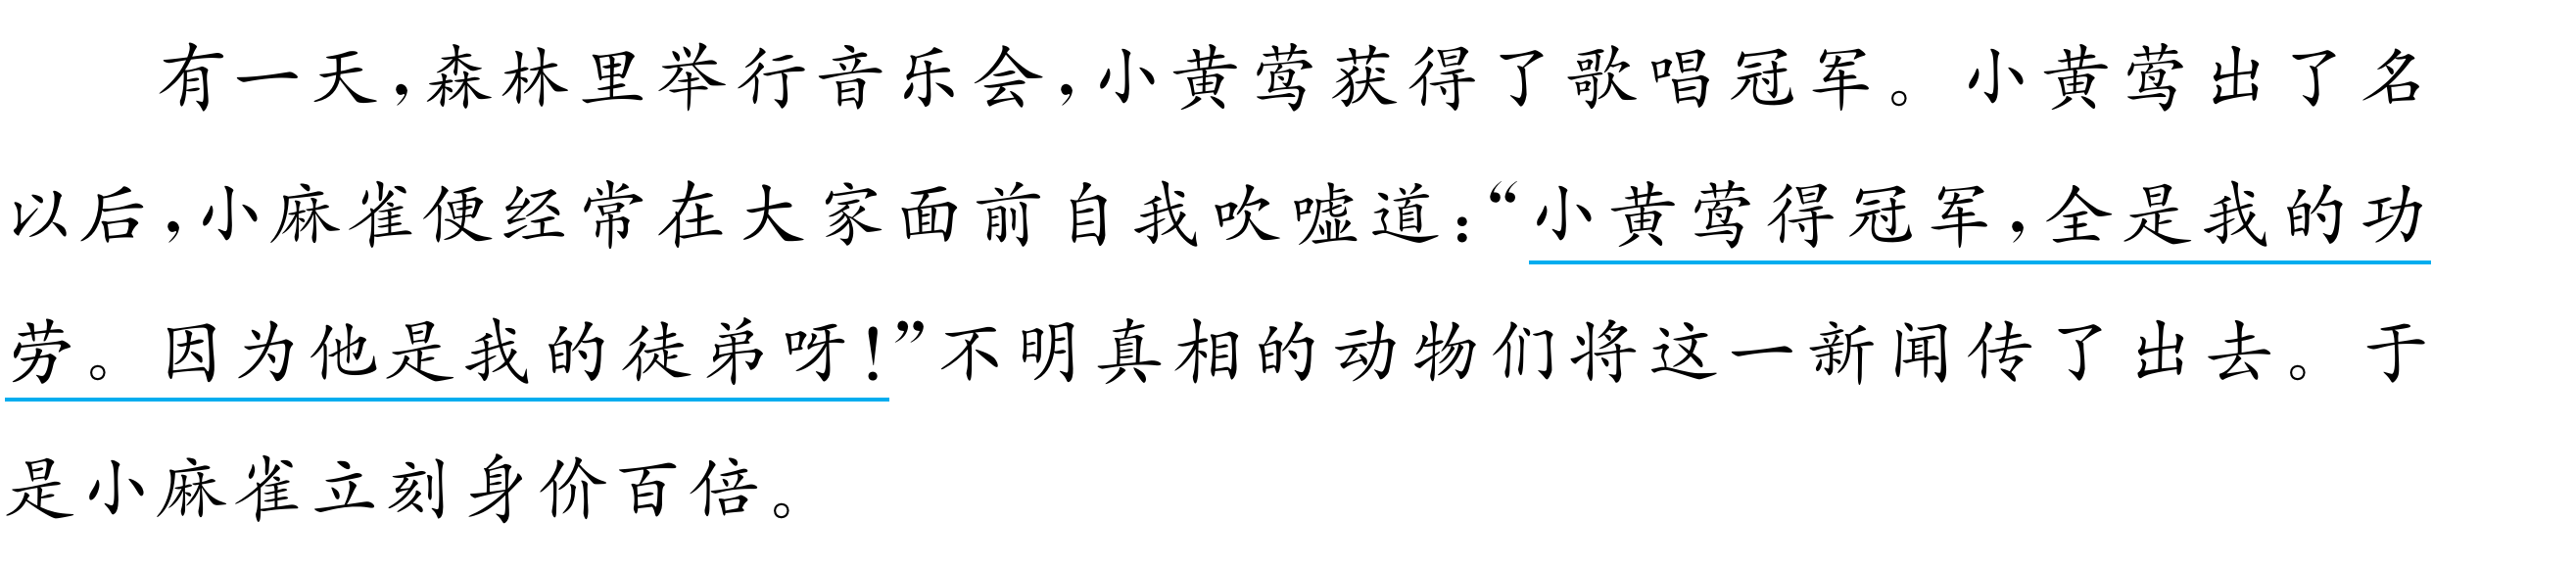 有一天,森林里举行音乐会,小黄莺获得了歌唱冠军。小黄莺出了名
以后,小麻雀便经常在大家面前自我吹嘘道:“小黄莺得冠军,全是我的功
劳。因为他是我的徒弟呀!”不明真相的动物们将这一新闻传了出去。于
是小麻雀立刻身价百倍。